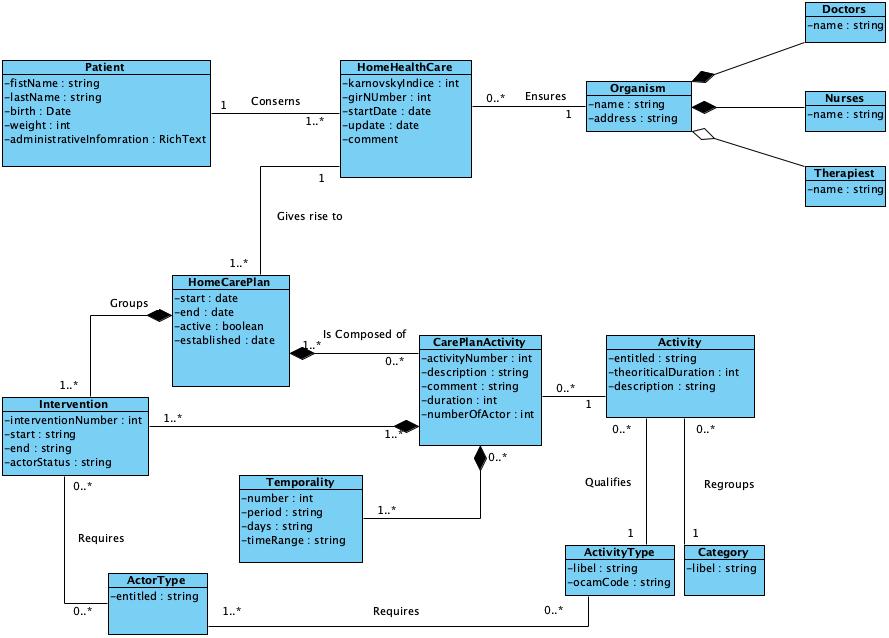 Doctors
-name : string
Patient
-fistName : string
-lastName : string
-birth : Date
-weight : int
-administrativeInfomration : RichText
HomeHealthCare
-karnovskyIndice : int
-girNUmber : int
-startDate : date
-update : date
-comment
Organism
-name : string
-address : string
Nurses
-name : string
Therapiest
-name : string
1
Conserns
1..*
0..*
Ensures
1
1
Gives rise to
1..*
HomeCarePlan
-start : date
-end : date
-active : boolean
-established : date
Groups
1..*
Is Composed of
1..*
0..*
CarePlanActivity
-activityNumber : int
-description : string
-comment : string
-duration : int
-numberOfActor : int
Activity
-entitled : string
-theoriticalDuration : int
-description : string
0..*
1
Intervention
-interventionNumber : int
-start : string
-end : string
-actorStatus : string
1..*
1..*
0..*
0..*
0..*
0..*
Temporality
-number : int
-period : string
-days : string
-timeRange : string
1..*
Qualifies
Regroups
1
1
Requires
ActivityType
-libel : string
-ocamCode : string
Category
-libel : string
ActorType
-entitled : string
0..*
1..*
Requires
0..*